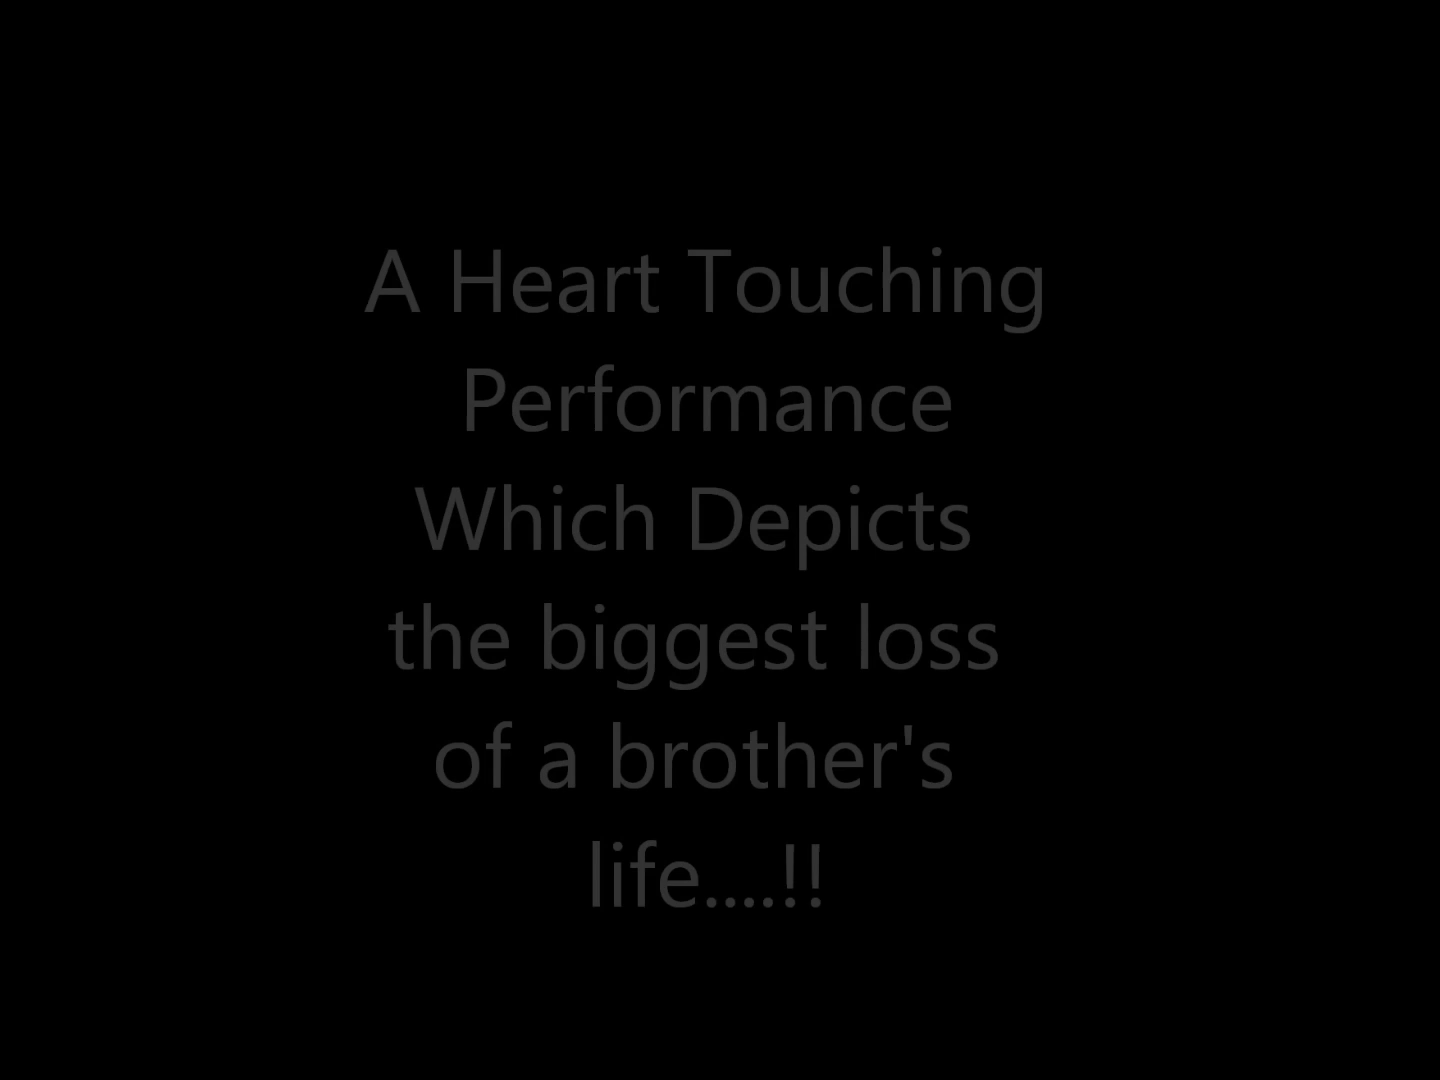 A Heart Touching
Performance
Which Depicts
the biggest loss
of a brother's
life....!!